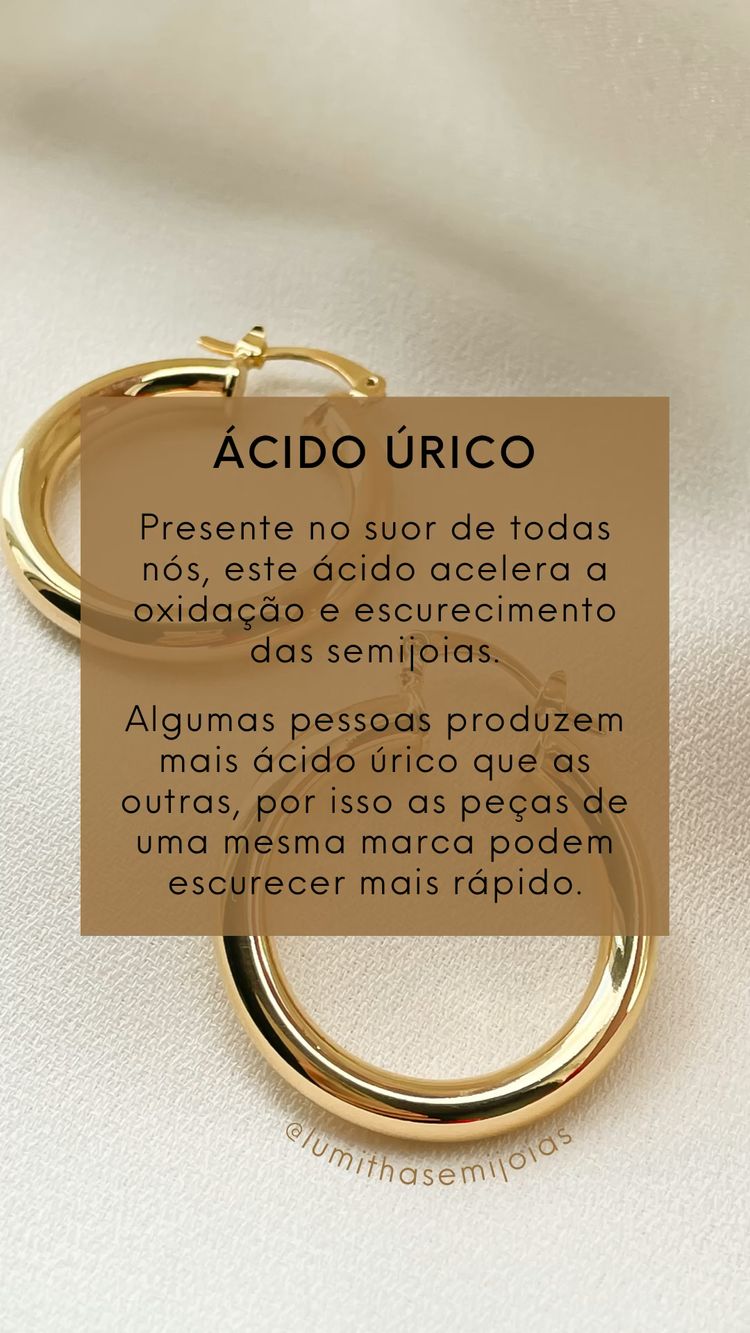 ÁCIDO ÚRICO
Presente no suor de todas
nós, este ácido acelera a
oxidação e escurecimento
das semijoias.
Algumas pessoas produzem
mais ácido úrico que as
outras, por isso as peças de
uma mesma marca podem
escurecer mais rápido.
@lumithasemijoias